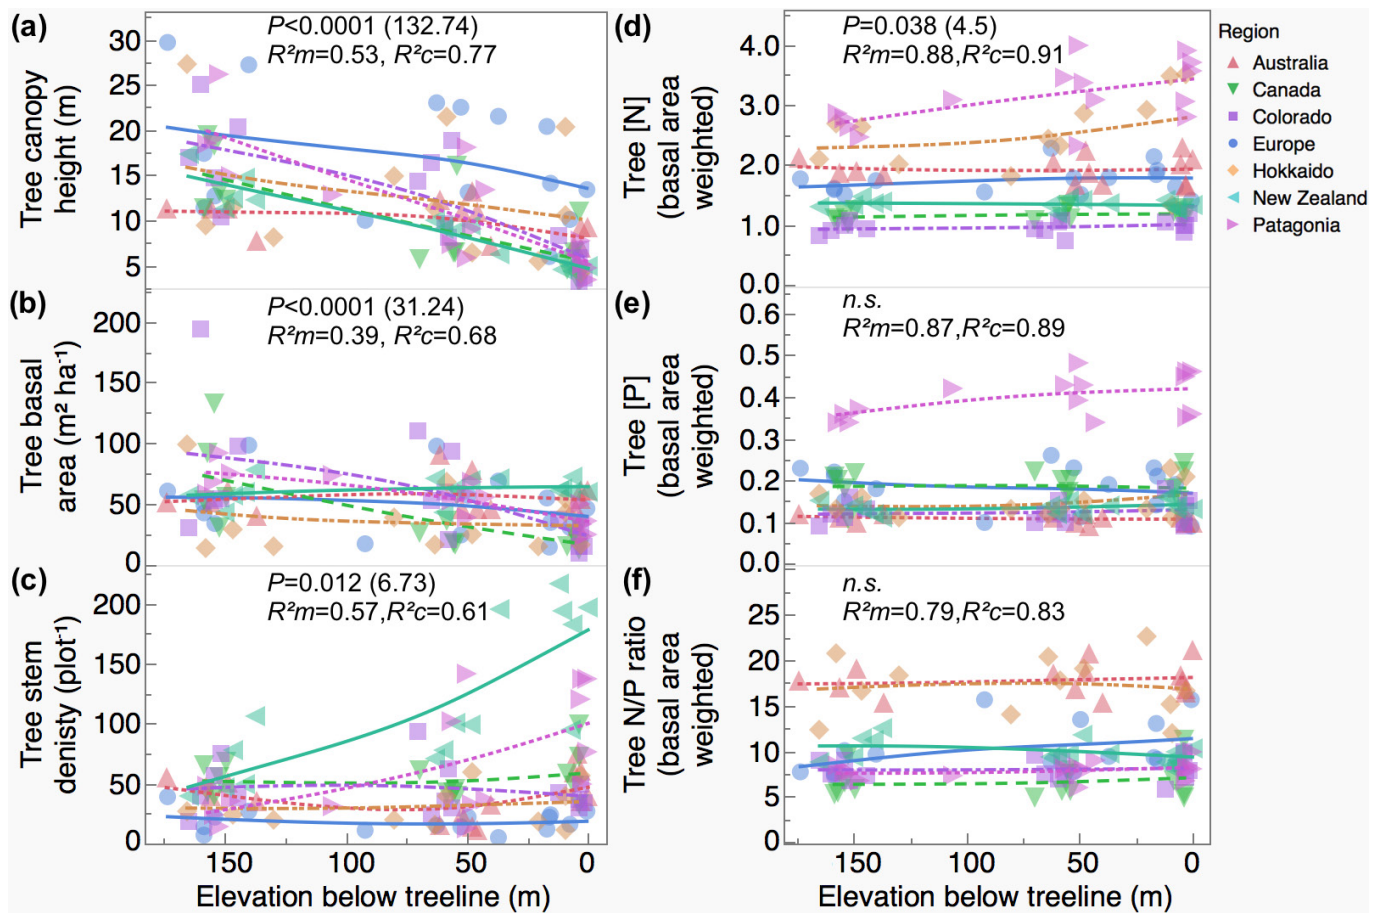 (a)
P<0.0001 (132.74)
R²m=0.53, R²c=0.77
Tree canopy
height (m)
30
25
20
15
10
5
(b)
P<0.0001 (31.24)
R²m=0.39, R²c=0.68
Tree basal
area (m² ha⁻¹)
200
150
100
50
0
(c)
P=0.012 (6.73)
R²m=0.57,R²c=0.61
Tree stem
denisty (plot⁻¹)
200
150
100
50
0
150
100
50
0
Elevation below treeline (m)
(d)
P=0.038 (4.5)
R²m=0.88,R²c=0.91
Tree [N]
(basal area
weighted)
4.0
3.0
2.0
1.0
0.0
(e)
n.s.
R²m=0.87,R²c=0.89
Tree [P]
(basal area
weighted)
0.6
0.5
0.4
0.3
0.2
0.1
0.0
(f)
n.s.
R²m=0.79,R²c=0.83
Tree N/P ratio
(basal area
weighted)
25
20
15
10
5
0
150
100
50
0
Elevation below treeline (m)
Region
Australia
Canada
Colorado
Europe
Hokkaido
New Zealand
Patagonia